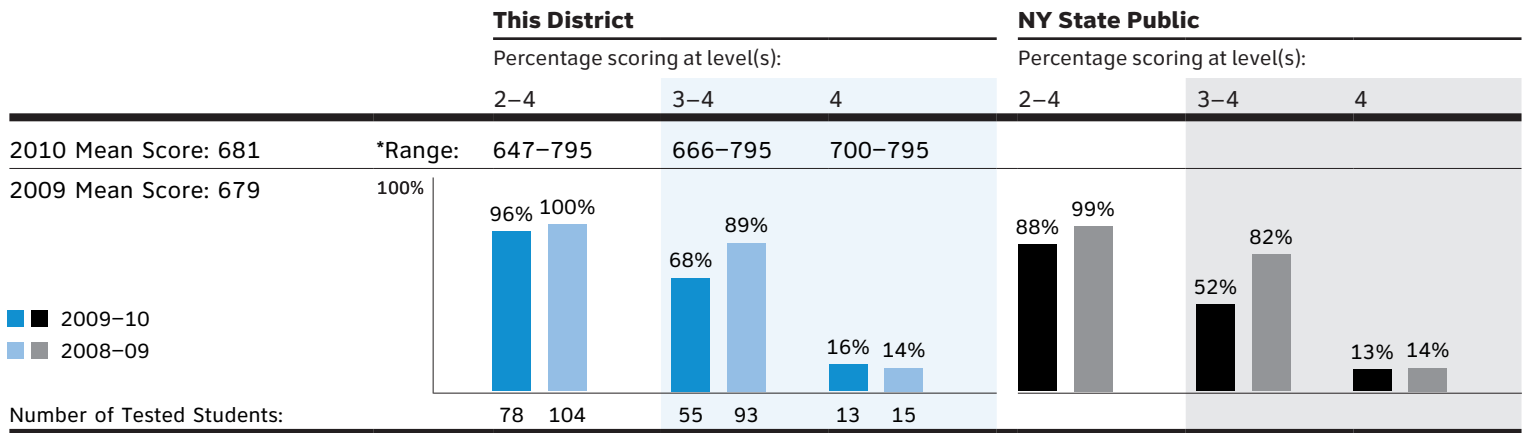 This District NY State Public
Percentage scoring at level(s): Percentage scoring at level(s):
2–4 3–4 4 2–4 3–4 4
2010 Mean Score: 681 *Range: 647–795 666–795 700–795
2009 Mean Score: 679 100%
96% 100% 68% 89% 16% 14% 88% 99% 52% 82% 13% 14%
2009–10
2008–09
Number of Tested Students: 78 104 55 93 13 15